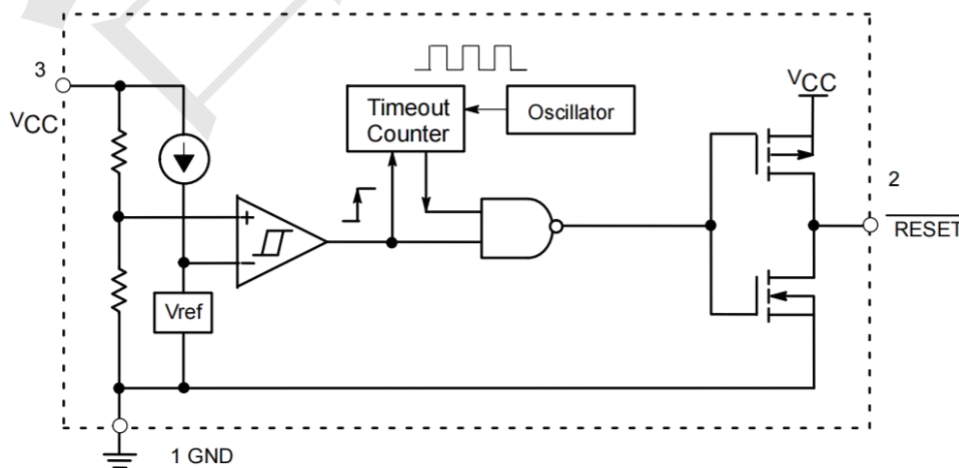 3
VCC
Timeout
Counter
Oscillator
VCC
+
−
Vref
2
RESET
1 GND